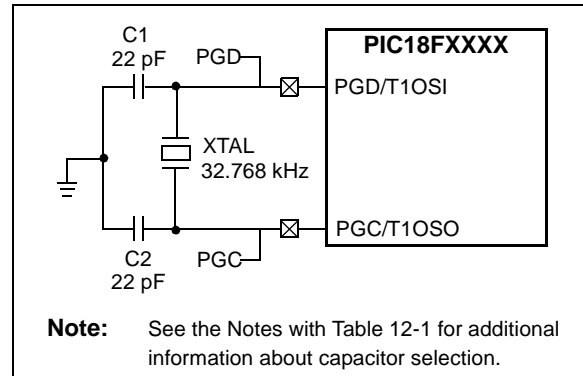 C1
22 pF
PGD
PIC18FXXXX
PGD/T1OSI
XTAL
32.768 kHz
PGC/T1OSO
C2
22 pF
PGC
Note: See the Notes with Table 12-1 for additional
information about capacitor selection.